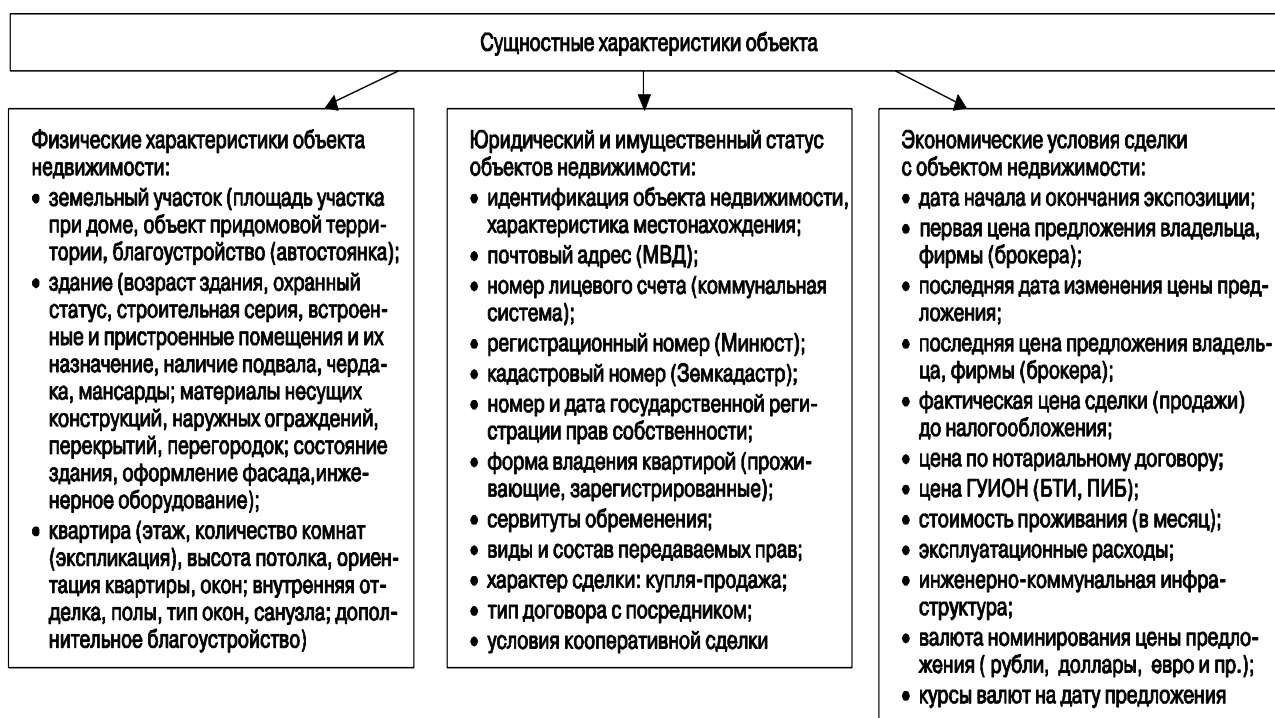 Сущностные характеристики объекта
Физические характеристики объекта
недвижимости:
• земельный участок (площадь участка
при доме, объект придомовой терри-
тории, благоустройство (автостоянка);
• здание (возраст здания, охранный
статус, строительная серия, встроен-
ные и пристроенные помещения и их
назначение, наличие подвала, черда-
ка, мансарды; материалы несущих
конструкций, наружных ограждений,
перекрытий, перегородок; состояние
здания, оформление фасада,инже-
нерное оборудование);
• квартира (этаж, количество комнат
(экспликация), высота потолка, ориен-
тация квартиры, окон; внутренняя от-
делка, полы, тип окон, санузла; допол-
нительное благоустройство)
Юридический и имущественный статус
объектов недвижимости:
• идентификация объекта недвижимости,
характеристика местонахождения;
• почтовый адрес (МВД);
• номер лицевого счета (коммунальная
система);
• регистрационный номер (Минюст);
• кадастровый номер (Земкадастр);
• номер и дата государственной реги-
страции прав собственности;
• форма владения квартирой (прожи-
вающие, зарегистрированные);
• сервитуты обременения;
• виды и состав передаваемых прав;
• характер сделки: купля-продажа;
• тип договора с посредником;
• условия кооперативной сделки
Экономические условия сделки
с объектом недвижимости:
• дата начала и окончания экспозиции;
• первая цена предложения владельца,
фирмы (брокера);
• последняя дата изменения цены пред-
ложения;
• последняя цена предложения владель-
ца, фирмы (брокера);
• фактическая цена сделки (продажи)
до налогообложения;
• цена по нотариальному договору;
• цена ГУИОН (БТИ, ПИБ);
• стоимость проживания (в месяц);
• эксплуатационные расходы;
• инженерно-коммунальная инфра-
структура;
• валюта номинирования цены предло-
жения ( рубли, доллары, евро и пр.);
• курсы валют на дату предложения